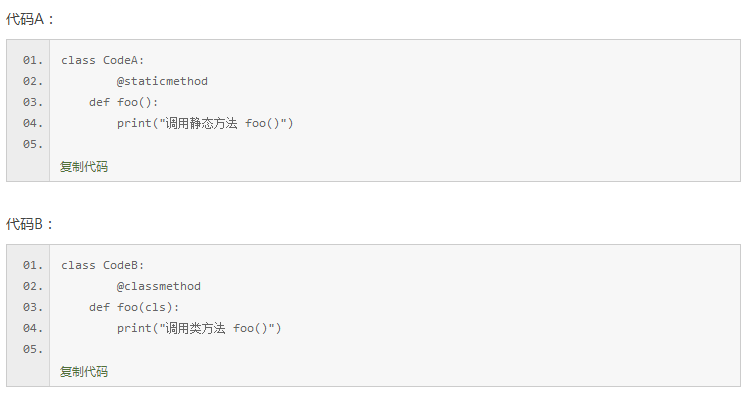 代码A：
01. class CodeA:
02.         @staticmethod
03.     def foo():
04.         print("调用静态方法 foo()")
05.
复制代码
代码B：
01. class CodeB:
02.         @classmethod
03.     def foo(cls):
04.         print("调用类方法 foo()")
05.
复制代码